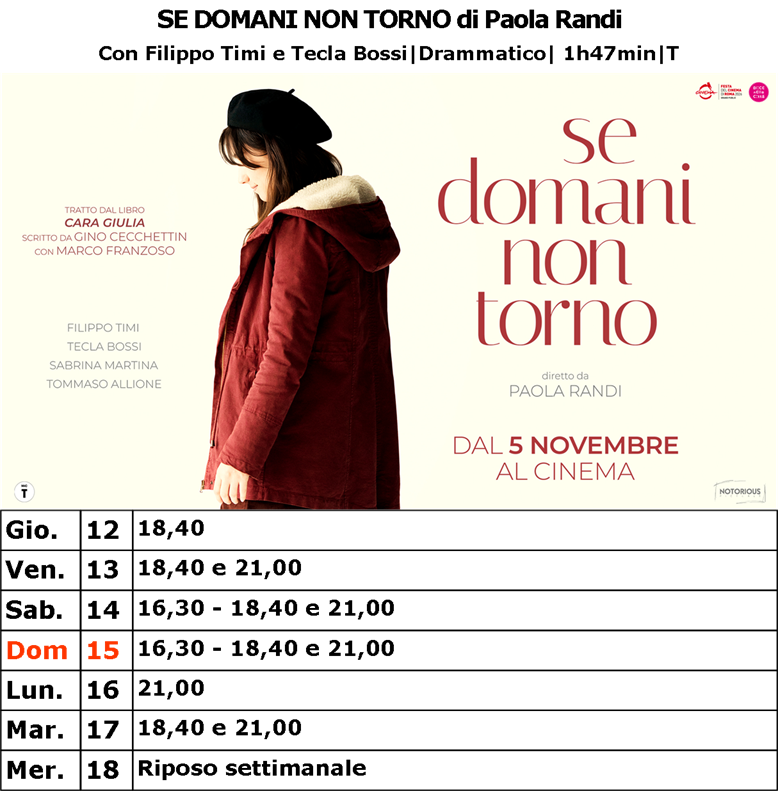 SE DOMANI NON TORNO di Paola Randi
Con Filippo Timi e Tecla Bossi|Drammatico| 1h47min|T
TRATTO DAL LIBRO
CARA GIULIA
SCRITTO DA GINO CECCHETTIN
CON MARCO FRANZOSO
FILIPPO TIMI
TECLA BOSSI
SABRINA MARTINA
TOMMASO ALLIONE
se
domani
non
torno
diretto da
PAOLA RANDI
DAL 5 NOVEMBRE
AL CINEMA
T
NOTORIOUS
Gio. 12 18,40
Ven. 13 18,40 e 21,00
Sab. 14 16,30 - 18,40 e 21,00
Dom 15 16,30 - 18,40 e 21,00
Lun. 16 21,00
Mar. 17 18,40 e 21,00
Mer. 18 Riposo settimanale